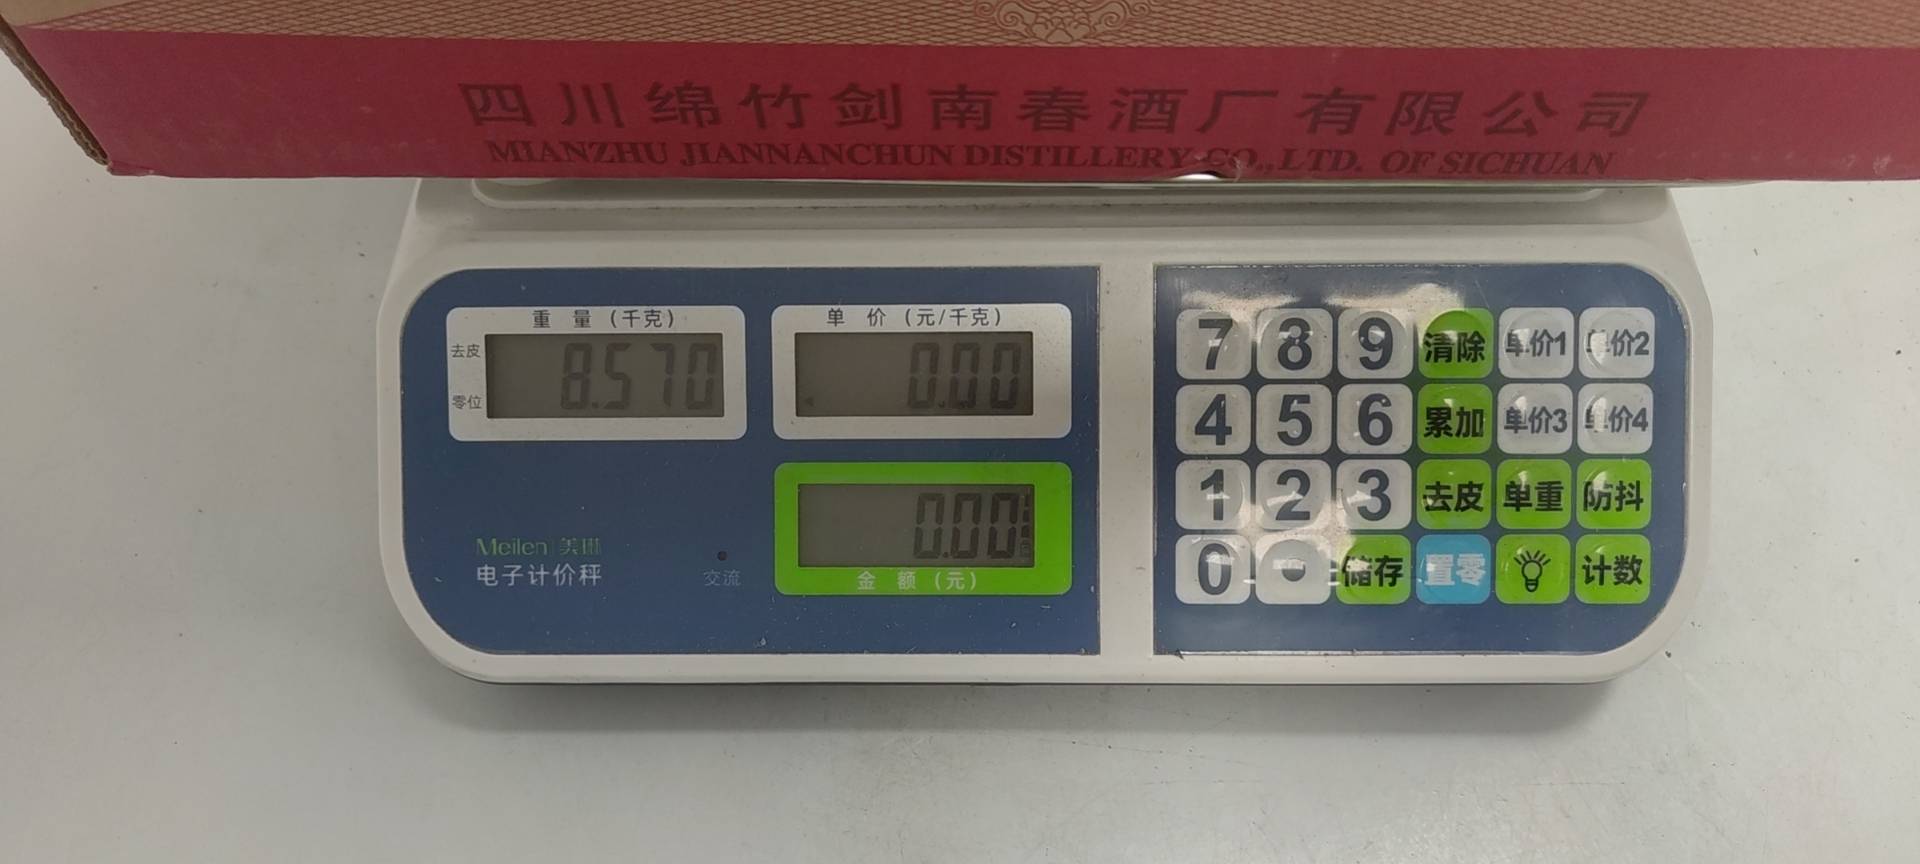 四川绵竹剑南春酒厂有限公司
MIANZHU JIANNANCHUN DISTILLERY CO.,LTD. OF SICHUAN
重 量 (千克)
去皮
零位
8.570
单 价 (元/千克)
0.00
0.00
金 额 (元)
Meilen|美琳
电子计价秤
交流
7 8 9 清除 单价1 单价2
4 5 6 累加 单价3 单价4
1 2 3 去皮 单重 防抖
0 · 储存 置零 计数